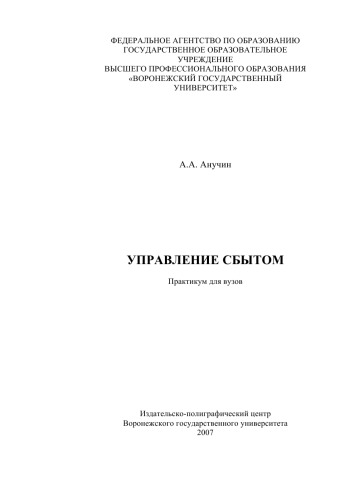 ФЕДЕРАЛЬНОЕ АГЕНТСТВО ПО ОБРАЗОВАНИЮ
ГОСУДАРСТВЕННОЕ ОБРАЗОВАТЕЛЬНОЕ
УЧРЕЖДЕНИЕ
ВЫСШЕГО ПРОФЕССИОНАЛЬНОГО ОБРАЗОВАНИЯ
«ВОРОНЕЖСКИЙ ГОСУДАРСТВЕННЫЙ
УНИВЕРСИТЕТ»
А.А. Анучин
УПРАВЛЕНИЕ СБЫТОМ
Практикум для вузов
Издательско-полиграфический центр
Воронежского государственного университета
2007